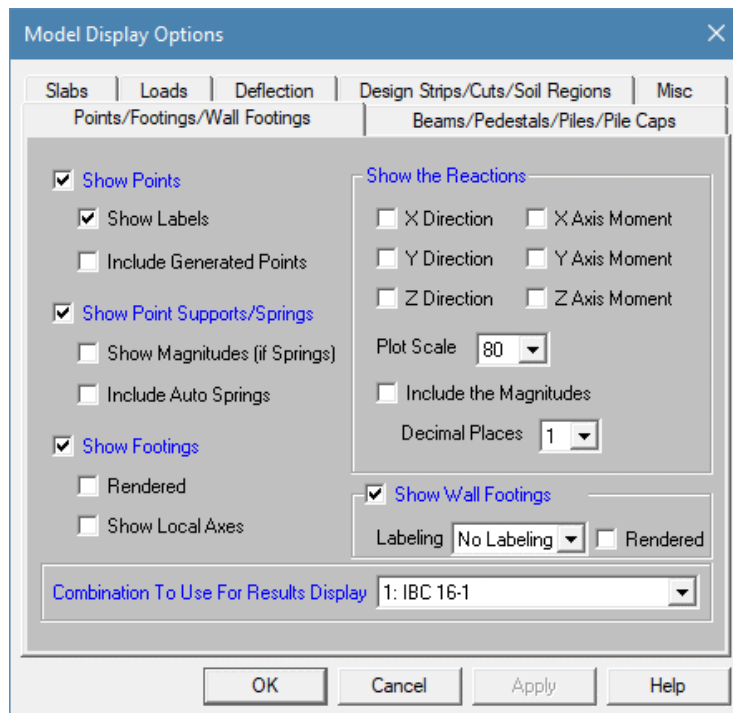 Model Display Options
Slabs
Loads
Deflection
Design Strips/Cuts/Soil Regions
Misc
Points/Footings/Wall Footings
Beams/Pedestals/Piles/Pile Caps
Show Points
Show Labels
Include Generated Points
Show Point Supports/Springs
Show Magnitudes (if Springs)
Include Auto Springs
Show Footings
Rendered
Show Local Axes
Show the Reactions
X Direction
X Axis Moment
Y Direction
Y Axis Moment
Z Direction
Z Axis Moment
Plot Scale 80
Include the Magnitudes
Decimal Places 1
Show Wall Footings
Labeling No Labeling Rendered
Combination To Use For Results Display 1: IBC 16-1
OK
Cancel
Apply
Help